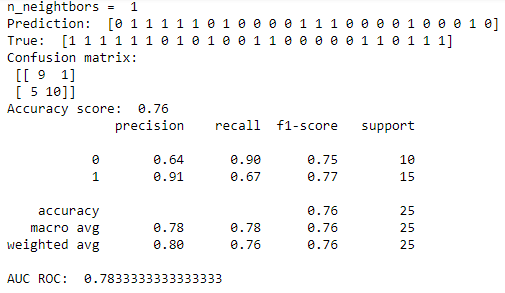 n_neighbors =  1
Prediction:  [0 1 1 1 1 1 0 1 0 0 0 0 1 1 1 0 0 0 0 1 0 0 0 1 0]
True:  [1 1 1 1 1 1 0 1 0 1 0 0 1 1 0 0 0 0 0 1 1 0 1 1 1]
Confusion matrix:
 [[ 9  1]
 [ 5 10]]
Accuracy score:  0.76
              precision    recall  f1-score   support

           0       0.64      0.90      0.75        10
           1       0.91      0.67      0.77        15

    accuracy                           0.76        25
   macro avg       0.78      0.78      0.76        25
weighted avg       0.80      0.76      0.76        25

AUC ROC:  0.7833333333333333